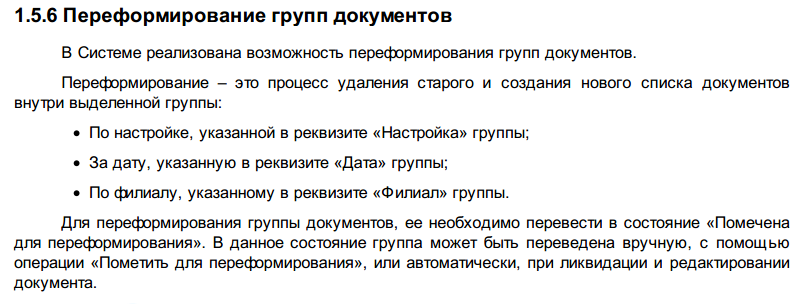 1.5.6 Переформирование групп документов
В Системе реализована возможность переформирования групп документов.
Переформирование – это процесс удаления старого и создания нового списка документов
внутри выделенной группы:
• По настройке, указанной в реквизите «Настройка» группы;
• За дату, указанную в реквизите «Дата» группы;
• По филиалу, указанному в реквизите «Филиал» группы.
Для переформирования группы документов, ее необходимо перевести в состояние «Помечена
для переформирования». В данное состояние группа может быть переведена вручную, с помощью
операции «Пометить для переформирования», или автоматически, при ликвидации и редактировании
документа.